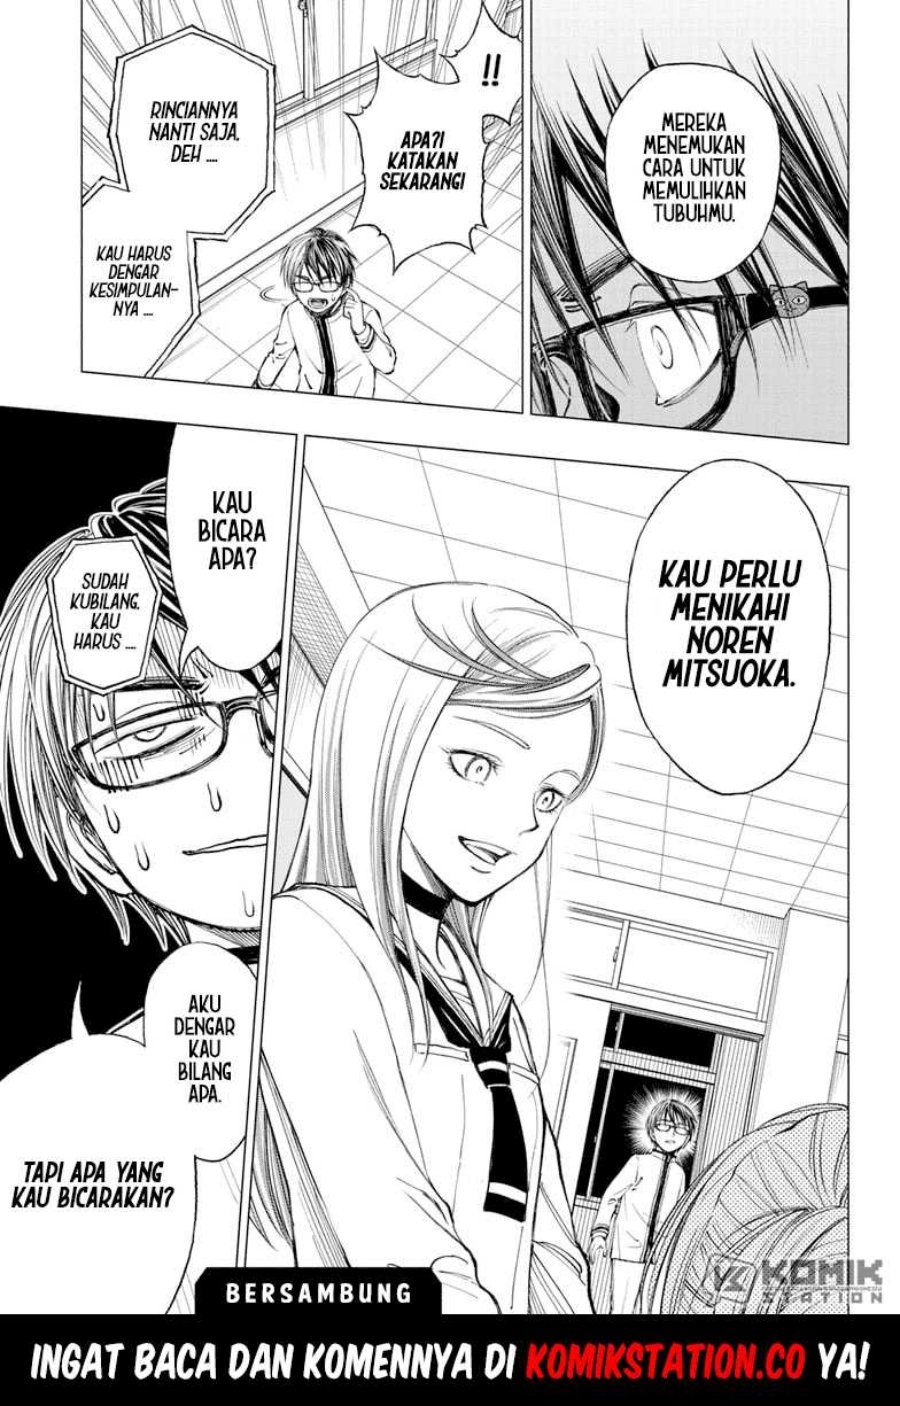 MEREKA
MENEMUKAN
CARA UNTUK
MEMULIHKAN
TUBUHMU.
!!
APA?!
KATAKAN
SEKARANG!
RINCIANNYA
NANTI SAJA,
DEH ....
KAU HARUS
DENGAR
KESIMPULAN-
NYA ....
KAU PERLU
MENIKAHI
NOREN
MITSUOKA.
KAU
BICARA
APA?
SUDAH
KUBILANG,
KAU
HARUS ....
AKU
DENGAR
KAU
BILANG
APA.
TAPI APA YANG
KAU BICARAKAN?
KOMIK
STATION
BERSAMBUNG
INGAT BACA DAN KOMENNYA DI KOMIKSTATION.CO YA!